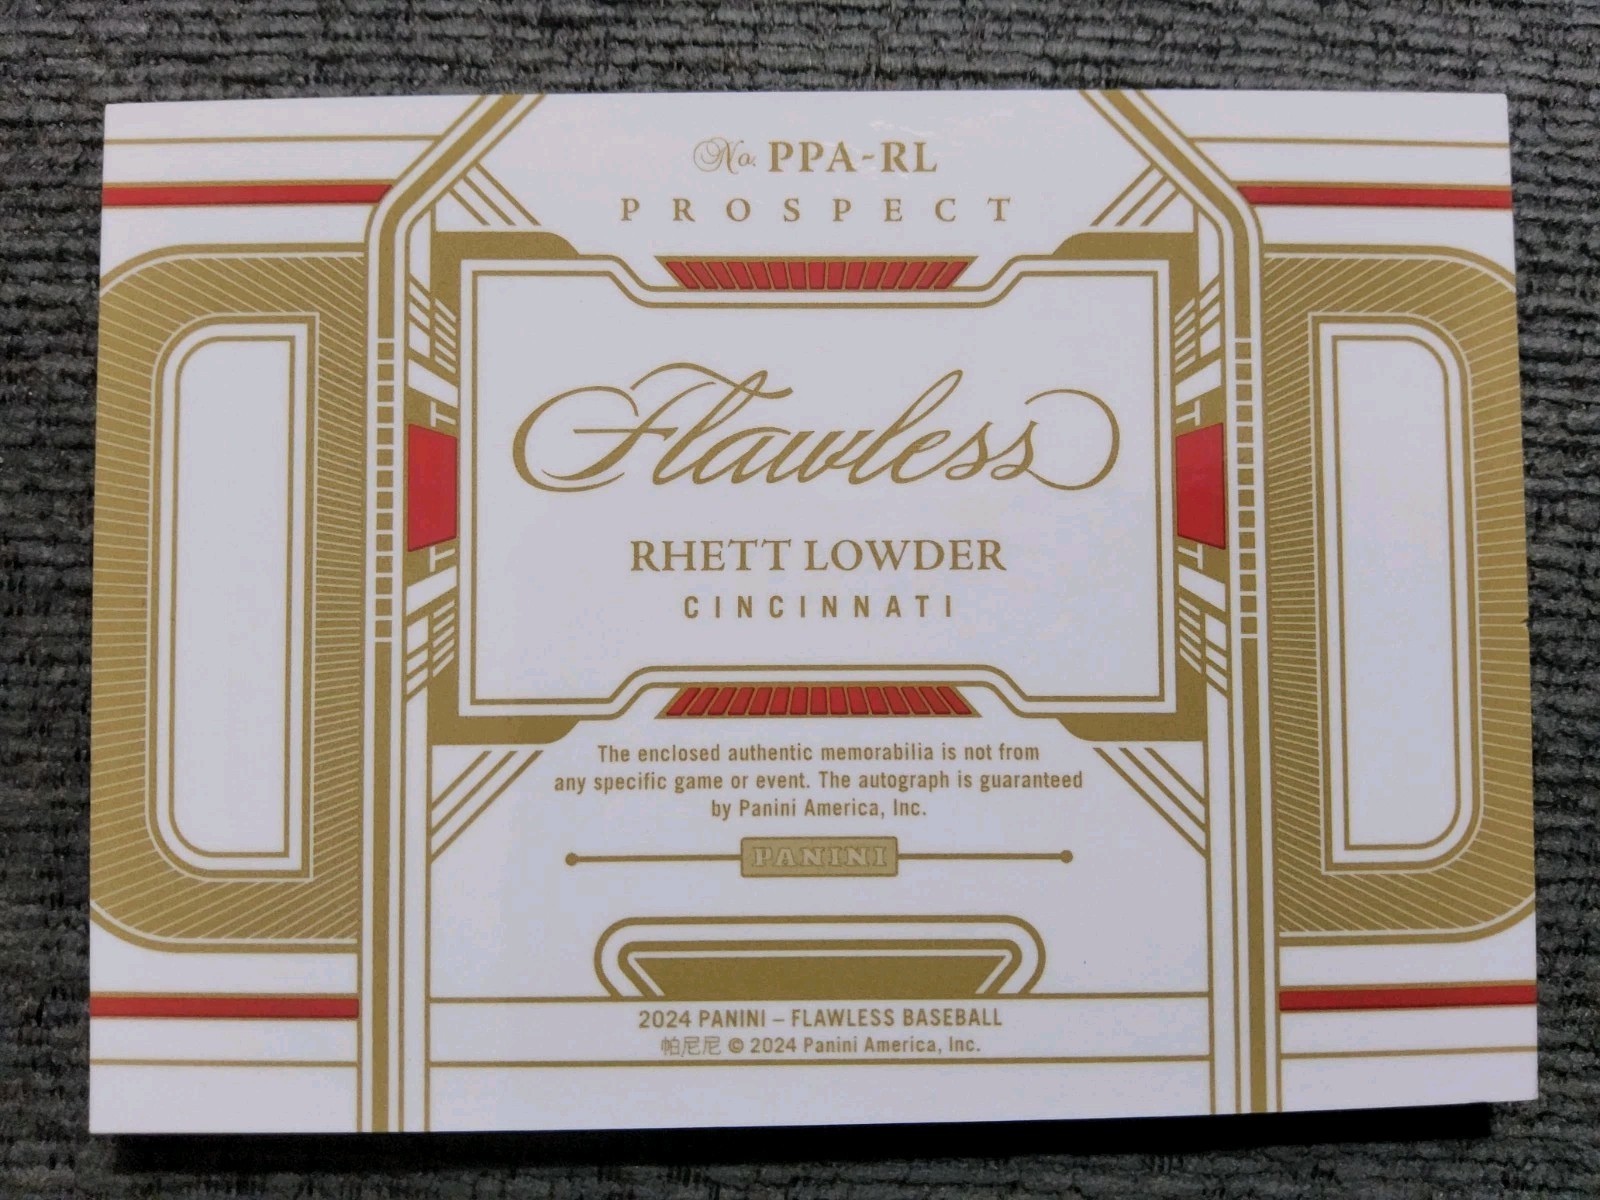 No. PPA-RL
PROSPECT
Flawless
RHETT LOWDER
CINCINNATI
The enclosed authentic memorabilia is not from
any specific game or event. The autograph is guaranteed
by Panini America, Inc.
PANINI
2024 PANINI – FLAWLESS BASEBALL
帕尼尼 © 2024 Panini America, Inc.